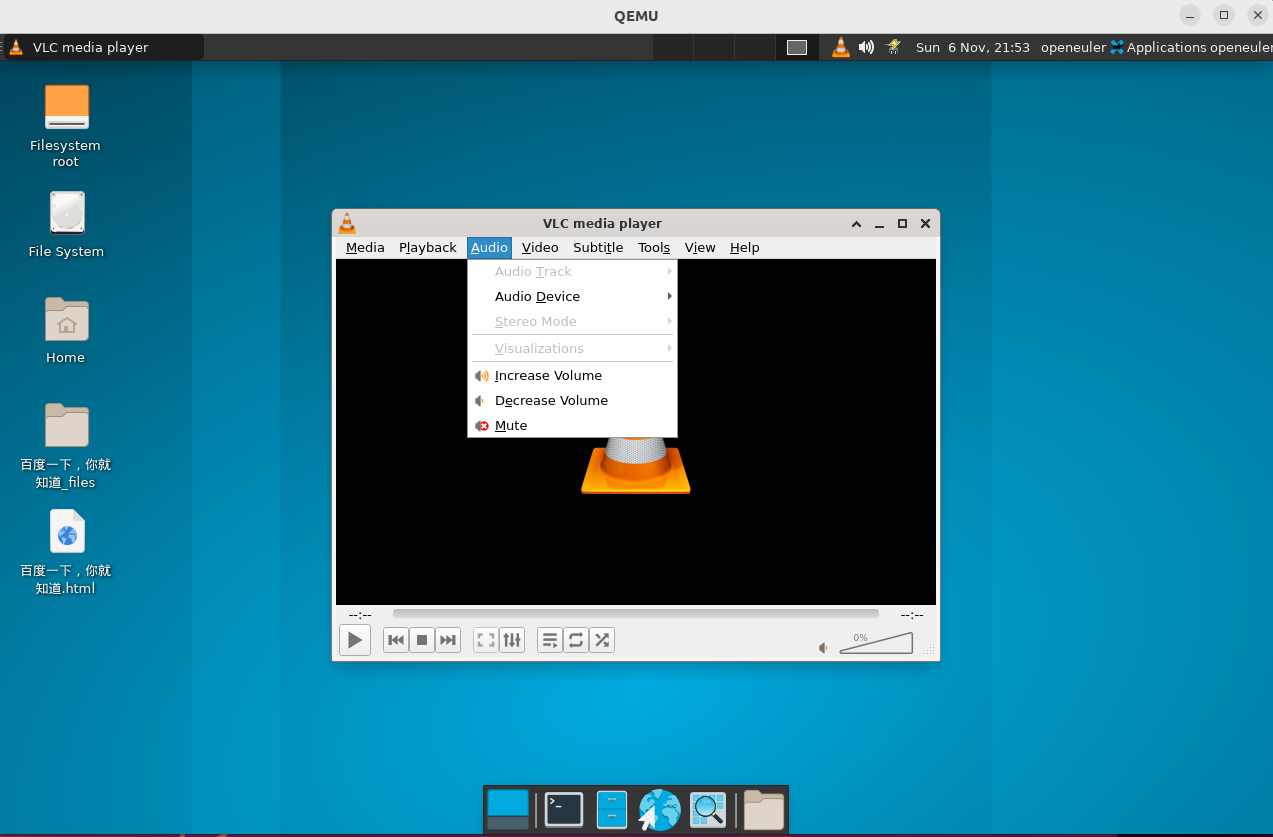 QEMU
VLC media player
Sun 6 Nov, 21:53
openeuler
Applications openeuler
Filesystem
root
File System
Home
百度一下，你就
知道_files
百度一下，你就
知道.html
VLC media player
Media Playback Audio Video Subtitle Tools View Help
Audio Track
Audio Device
Stereo Mode
Visualizations
Increase Volume
Decrease Volume
Mute
--:--
--:--
0%
>_